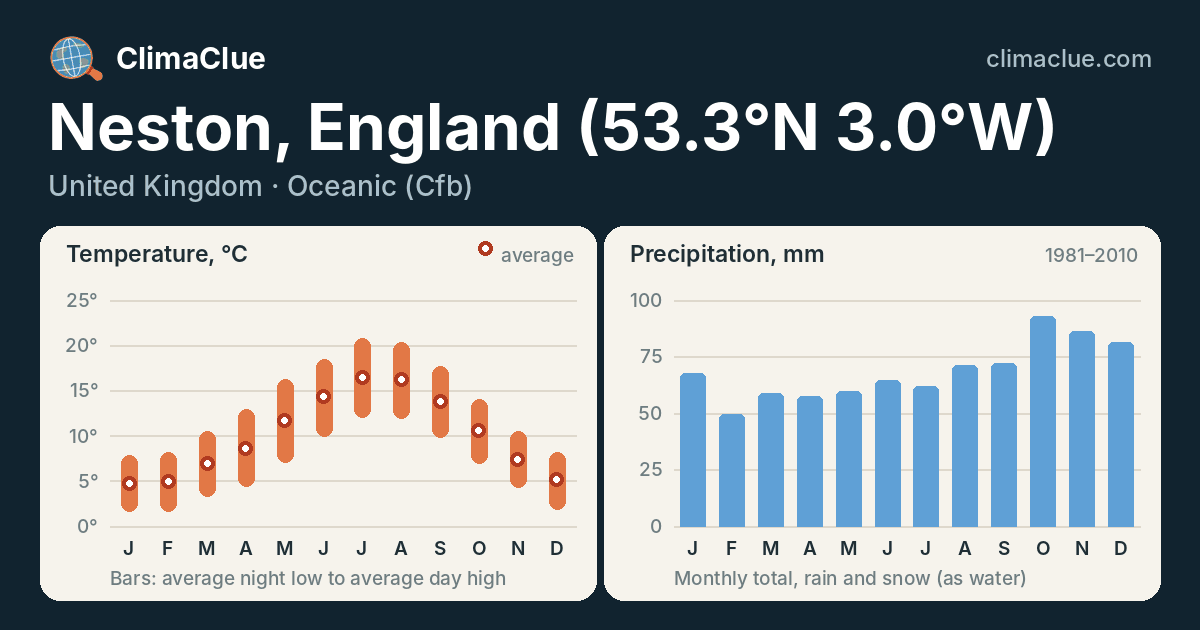 ClimaClue
climaclue.com
Neston, England (53.3°N 3.0°W)
United Kingdom · Oceanic (Cfb)
Temperature, °C
average
25°
20°
15°
10°
5°
0°
J F M A M J J A S O N D
Bars: average night low to average day high
Precipitation, mm
1981–2010
100
75
50
25
0
J F M A M J J A S O N D
Monthly total, rain and snow (as water)